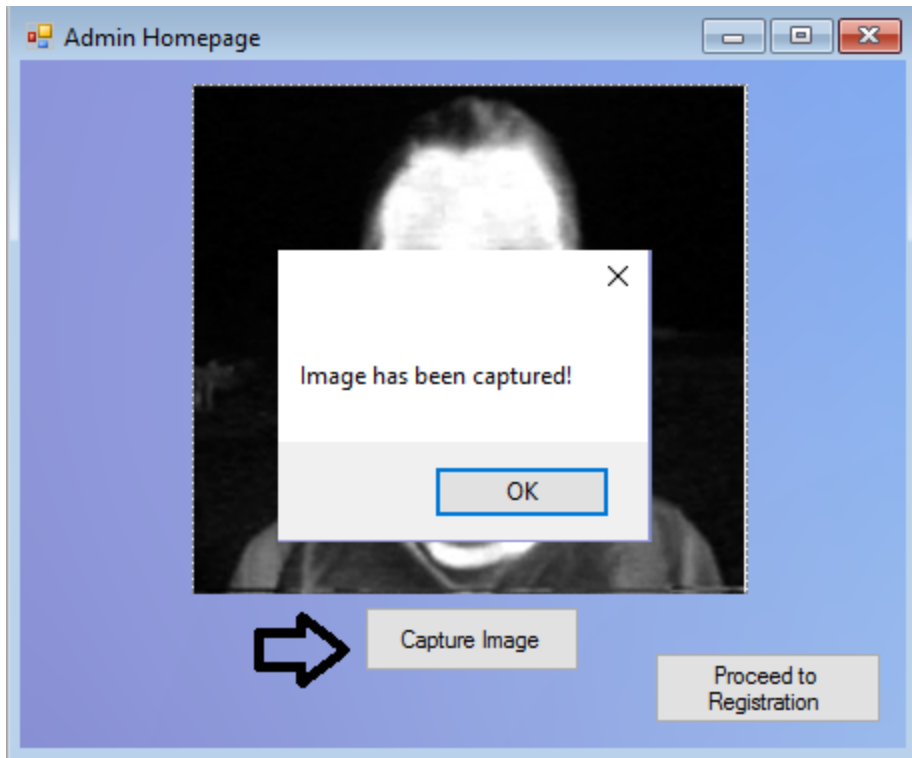 Admin Homepage
Image has been captured!
OK
Capture Image
Proceed to
Registration